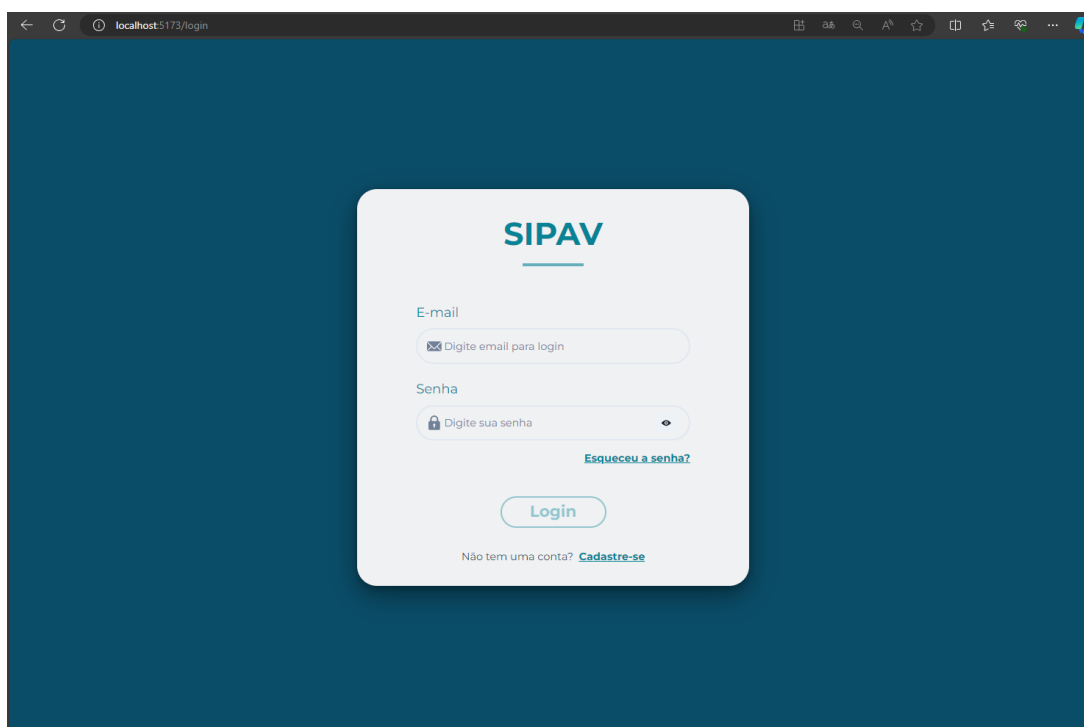 localhost:5173/login
SIPAV
E-mail
Digite email para login
Senha
Digite sua senha
Esqueceu a senha?
Login
Não tem uma conta? Cadastre-se